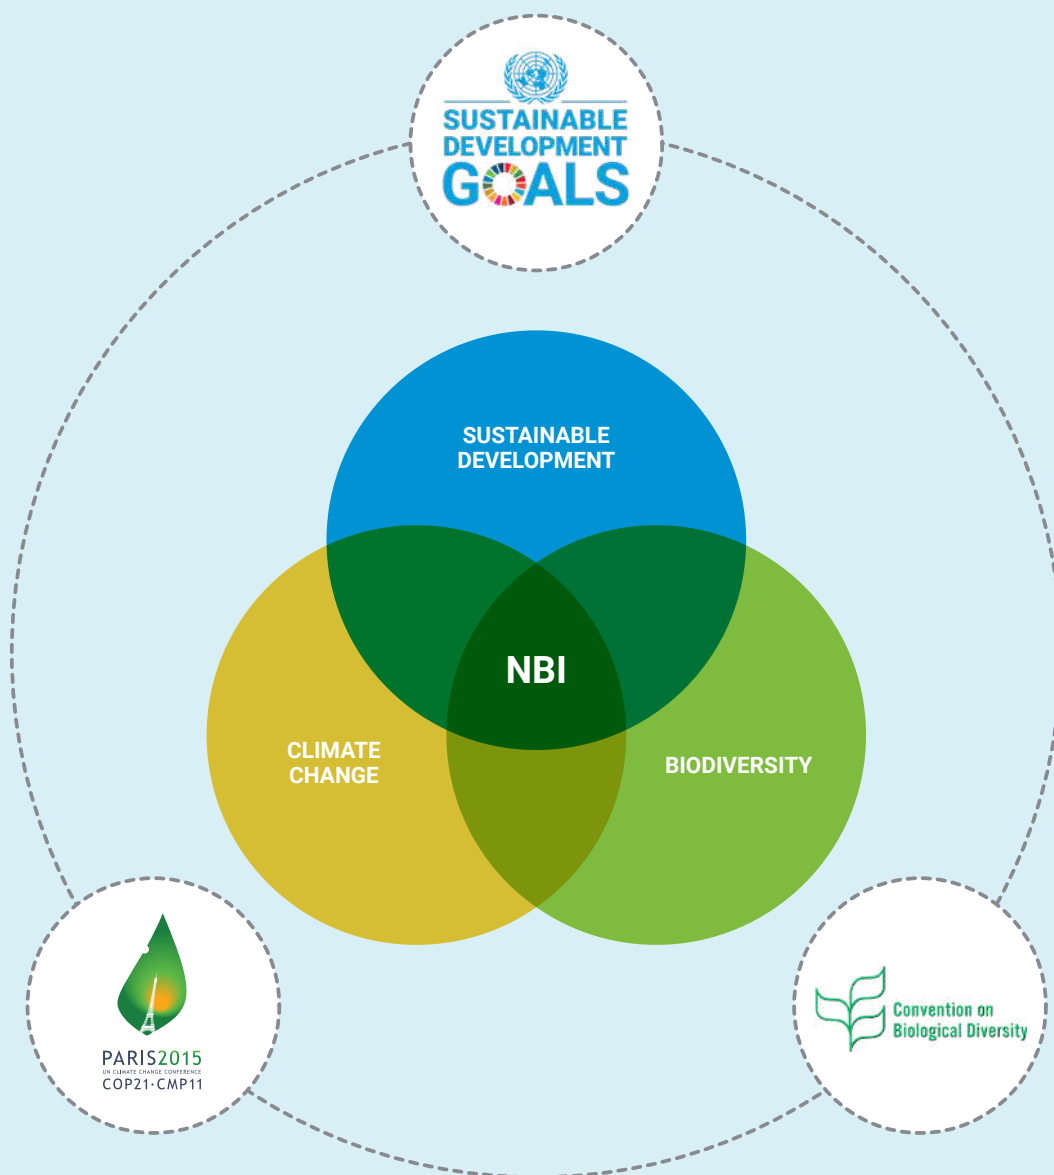 SUSTAINABLE
DEVELOPMENT
GOALS
SUSTAINABLE
DEVELOPMENT
NBI
CLIMATE
CHANGE
BIODIVERSITY
PARIS2015
UN CLIMATE CHANGE CONFERENCE
COP21·CMP11
Convention on
Biological Diversity